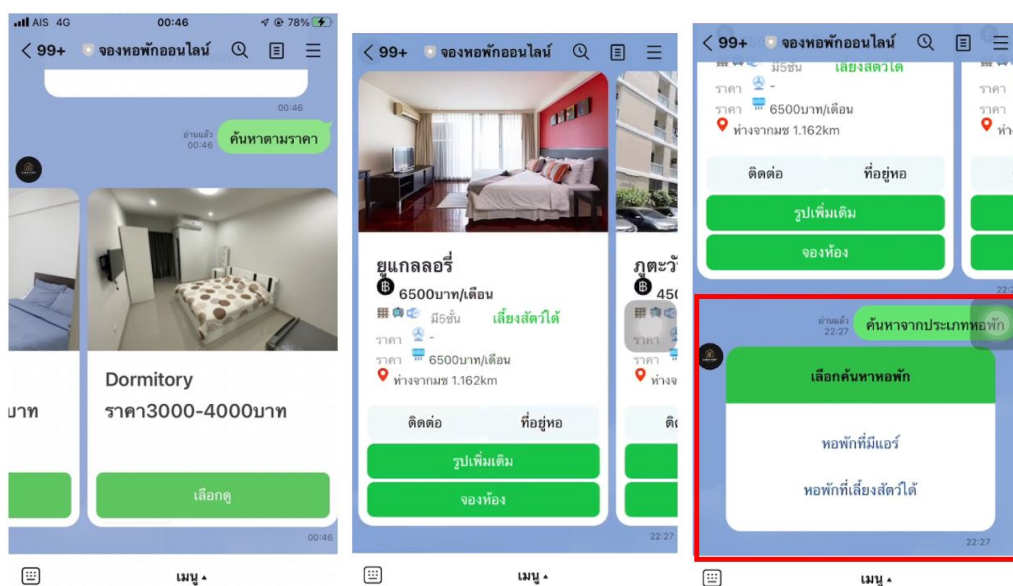 AIS 4G 00:46 @ 78%
99+ จองหอพักออนไลน์
00:46
อ่านแล้ว
00:46
ค้นหาตามราคา
Dormitory
บาท
ราคา3000-4000บาท
เลือกดู
00:46
เมนู
99+ จองหอพักออนไลน์
ยูแกลลอรี่
6500บาท/เดือน
มี5ชั้น เลี้ยงสัตว์ได้
ราคา -
ราคา 6500บาท/เดือน
ห่างจากมช 1.162km
ติดต่อ ที่อยู่หอ
รูปเพิ่มเติม
จองห้อง
ภูตะวั
450
ราคา
ห่างจ
22:27
เมนู
99+ จองหอพักออนไลน์
มี5ชั้น เลี้ยงสัตว์ได้
ราคา -
ราคา 6500บาท/เดือน
ห่างจากมช 1.162km
ติดต่อ ที่อยู่หอ
รูปเพิ่มเติม
จองห้อง
ราคา
ราคา
อ่านแล้ว
22:27
ค้นหาจากประเภทหอพัก
เลือกค้นหาหอพัก
หอพักที่มีแอร์
หอพักที่เลี้ยงสัตว์ได้
22:27
เมนู